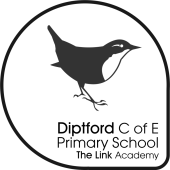 Diptford C of E
Primary School
The Link Academy